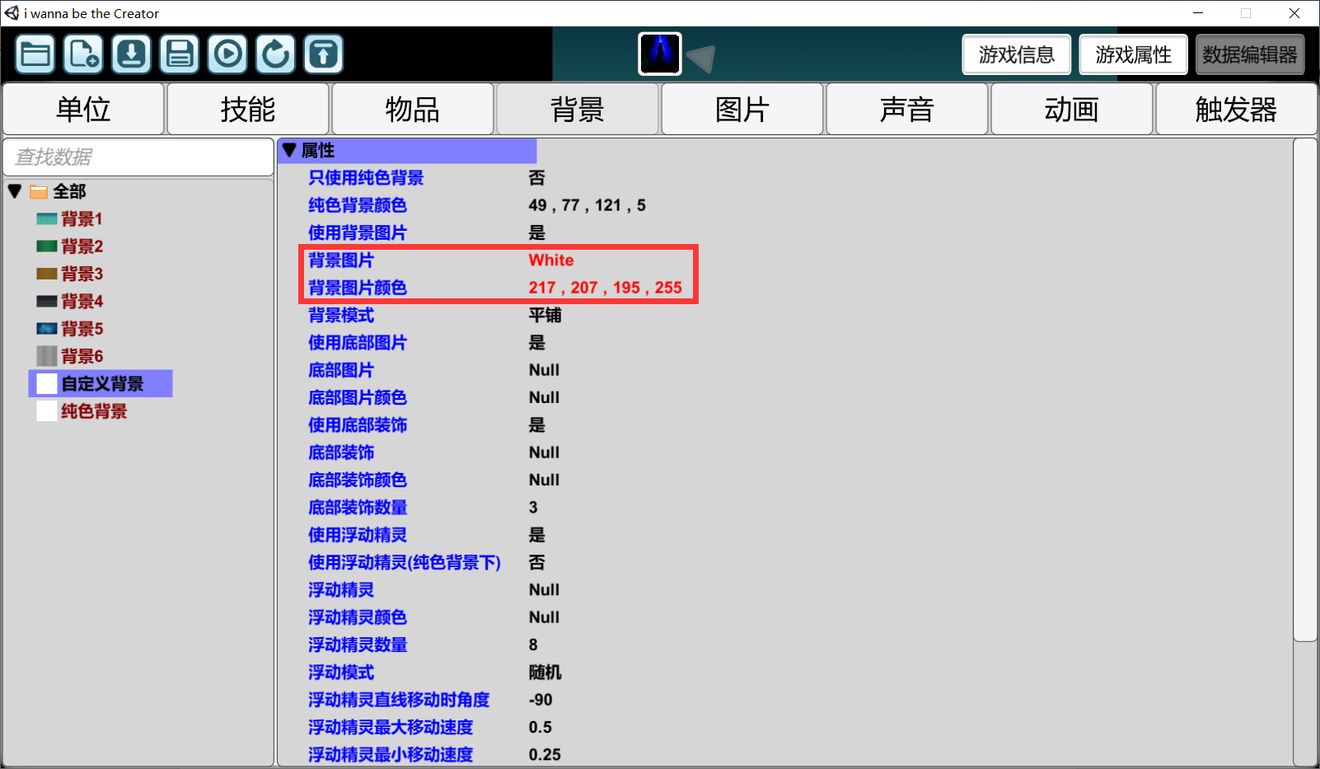 i wanna be the Creator
游戏信息 游戏属性 数据编辑器
单位 技能 物品 背景 图片 声音 动画 触发器
查找数据
全部
背景1
背景2
背景3
背景4
背景5
背景6
自定义背景
纯色背景
属性
只使用纯色背景 否
纯色背景颜色 49 , 77 , 121 , 5
使用背景图片 是
背景图片 White
背景图片颜色 217 , 207 , 195 , 255
背景模式 平铺
使用底部图片 是
底部图片 Null
底部图片颜色 Null
使用底部装饰 是
底部装饰 Null
底部装饰颜色 Null
底部装饰数量 3
使用浮动精灵 是
使用浮动精灵(纯色背景下) 否
浮动精灵 Null
浮动精灵颜色 Null
浮动精灵数量 8
浮动模式 随机
浮动精灵直线移动时角度 -90
浮动精灵最大移动速度 0.5
浮动精灵最小移动速度 0.25